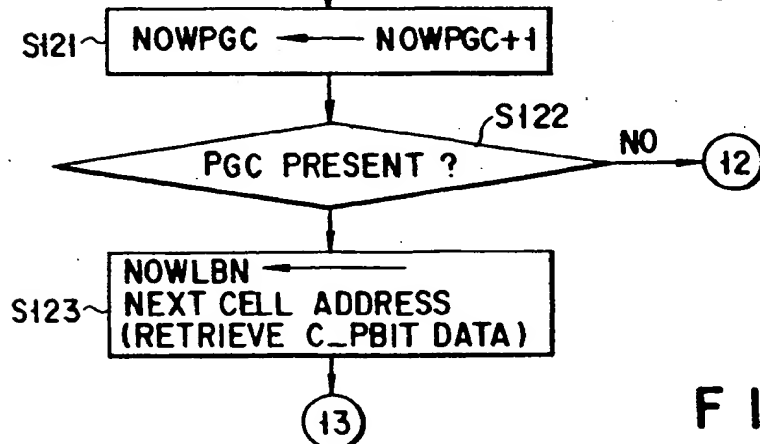 S121
NOWPGC ← NOWPGC+1
S122
PGC PRESENT ?
NO
12
S123
NOWLBN ←
NEXT CELL ADDRESS
(RETRIEVE C_PBIT DATA)
13
F I